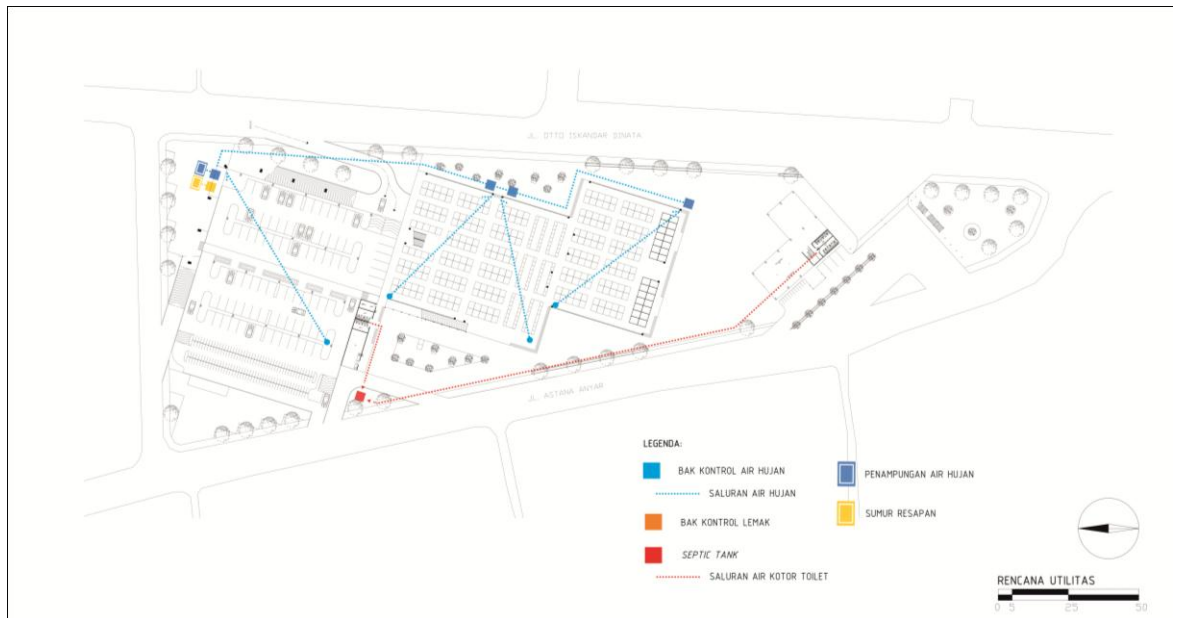 JL. OTTO ISKANDAR DINATA
JL. ASTANA ANYAR
LEGENDA:
BAK KONTROL AIR HUJAN
SALURAN AIR HUJAN
BAK KONTROL LEMAK
SEPTIC TANK
SALURAN AIR KOTOR TOILET
PENAMPUNGAN AIR HUJAN
SUMUR RESAPAN
RENCANA UTILITAS
0 5 25 50